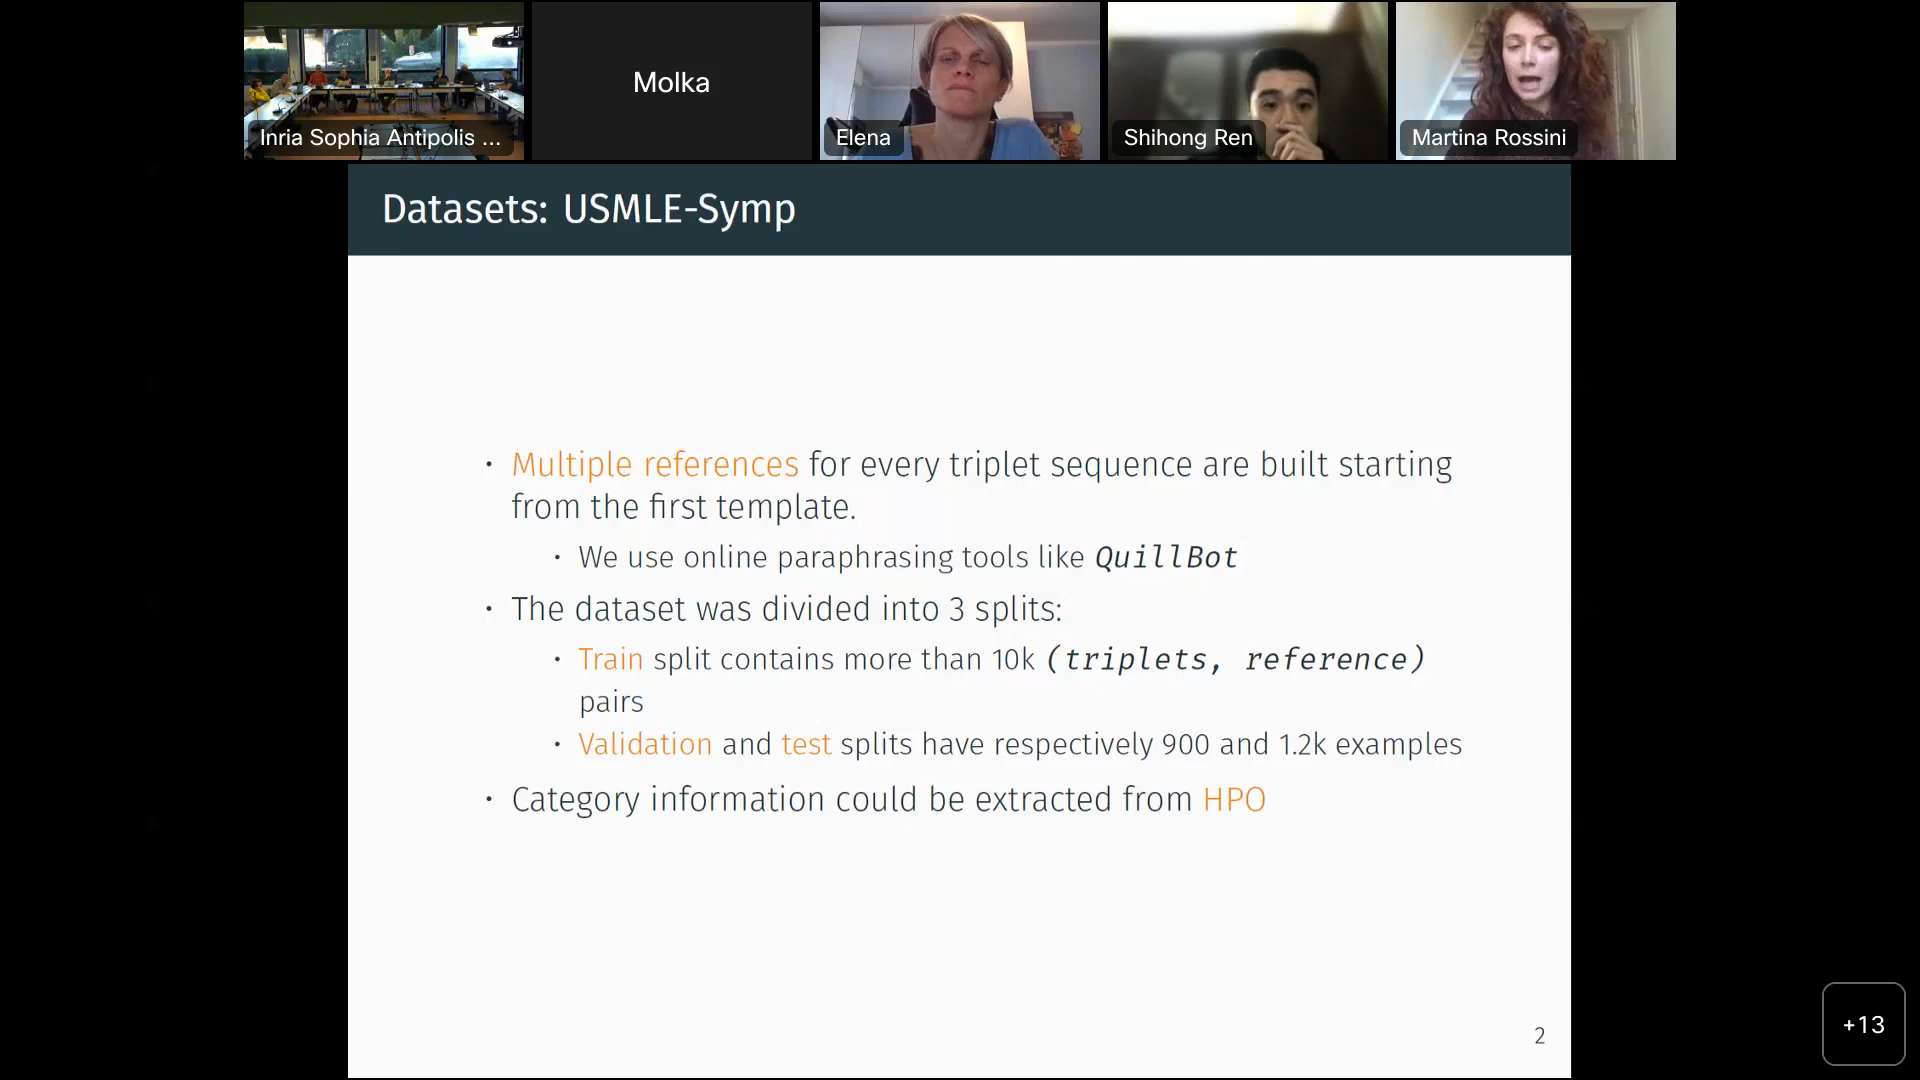 Inria Sophia Antipolis ...
Molka
Elena
Shihong Ren
Martina Rossini
Datasets: USMLE-Symp
• Multiple references for every triplet sequence are built starting
from the first template.
• We use online paraphrasing tools like QuillBot
• The dataset was divided into 3 splits:
• Train split contains more than 10k (triplets, reference)
pairs
• Validation and test splits have respectively 900 and 1.2k examples
• Category information could be extracted from HPO
2
+13